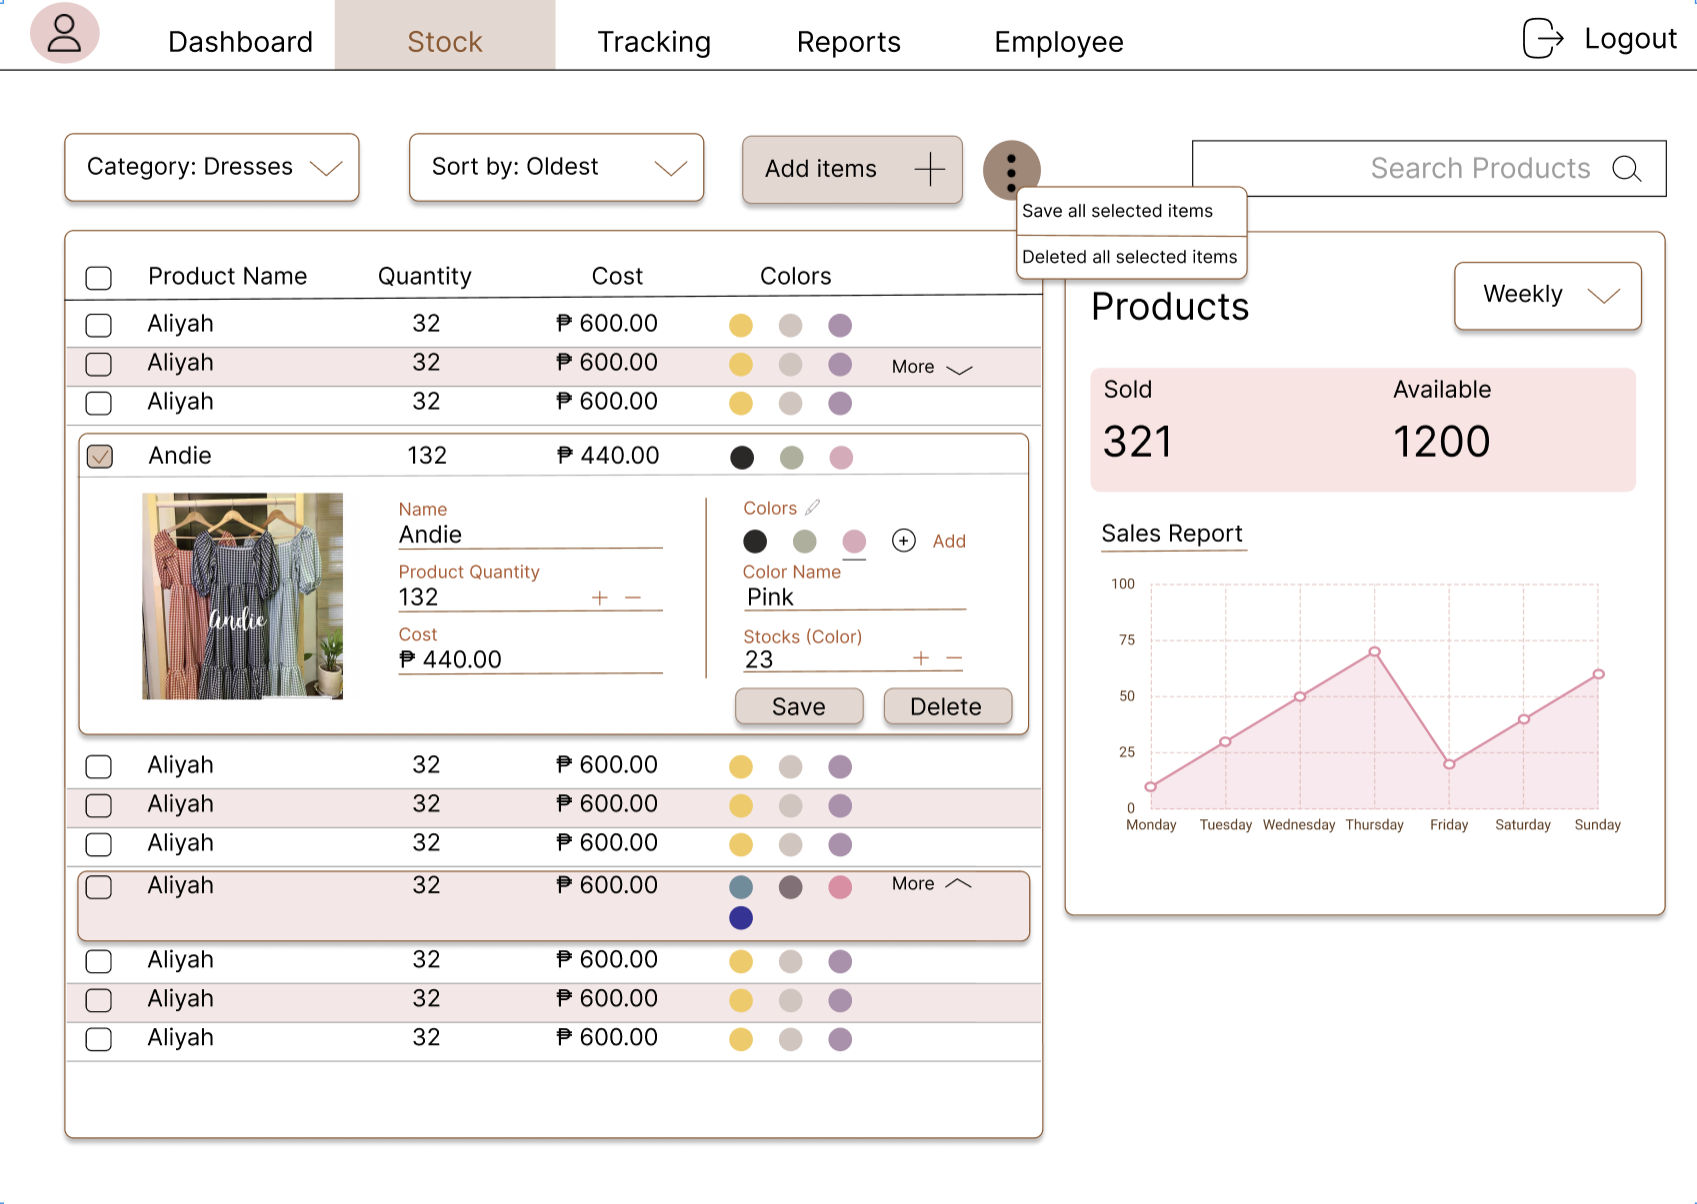 Dashboard Stock Tracking Reports Employee Logout
Category: Dresses Sort by: Oldest Add items Search Products
Save all selected items
Deleted all selected items
Product Name Quantity Cost Colors
Aliyah 32 ₱ 600.00
Aliyah 32 ₱ 600.00 More
Aliyah 32 ₱ 600.00
Andie 132 ₱ 440.00
Andie
Name
Andie
Product Quantity
132 + −
Cost
₱ 440.00
Colors
Add
Color Name
Pink
Stocks (Color)
23 + −
Save Delete
Aliyah 32 ₱ 600.00
Aliyah 32 ₱ 600.00
Aliyah 32 ₱ 600.00
Aliyah 32 ₱ 600.00 More
Aliyah 32 ₱ 600.00
Aliyah 32 ₱ 600.00
Aliyah 32 ₱ 600.00
Products Weekly
Sold Available
321 1200
Sales Report
100
75
50
25
0
Monday Tuesday Wednesday Thursday Friday Saturday Sunday